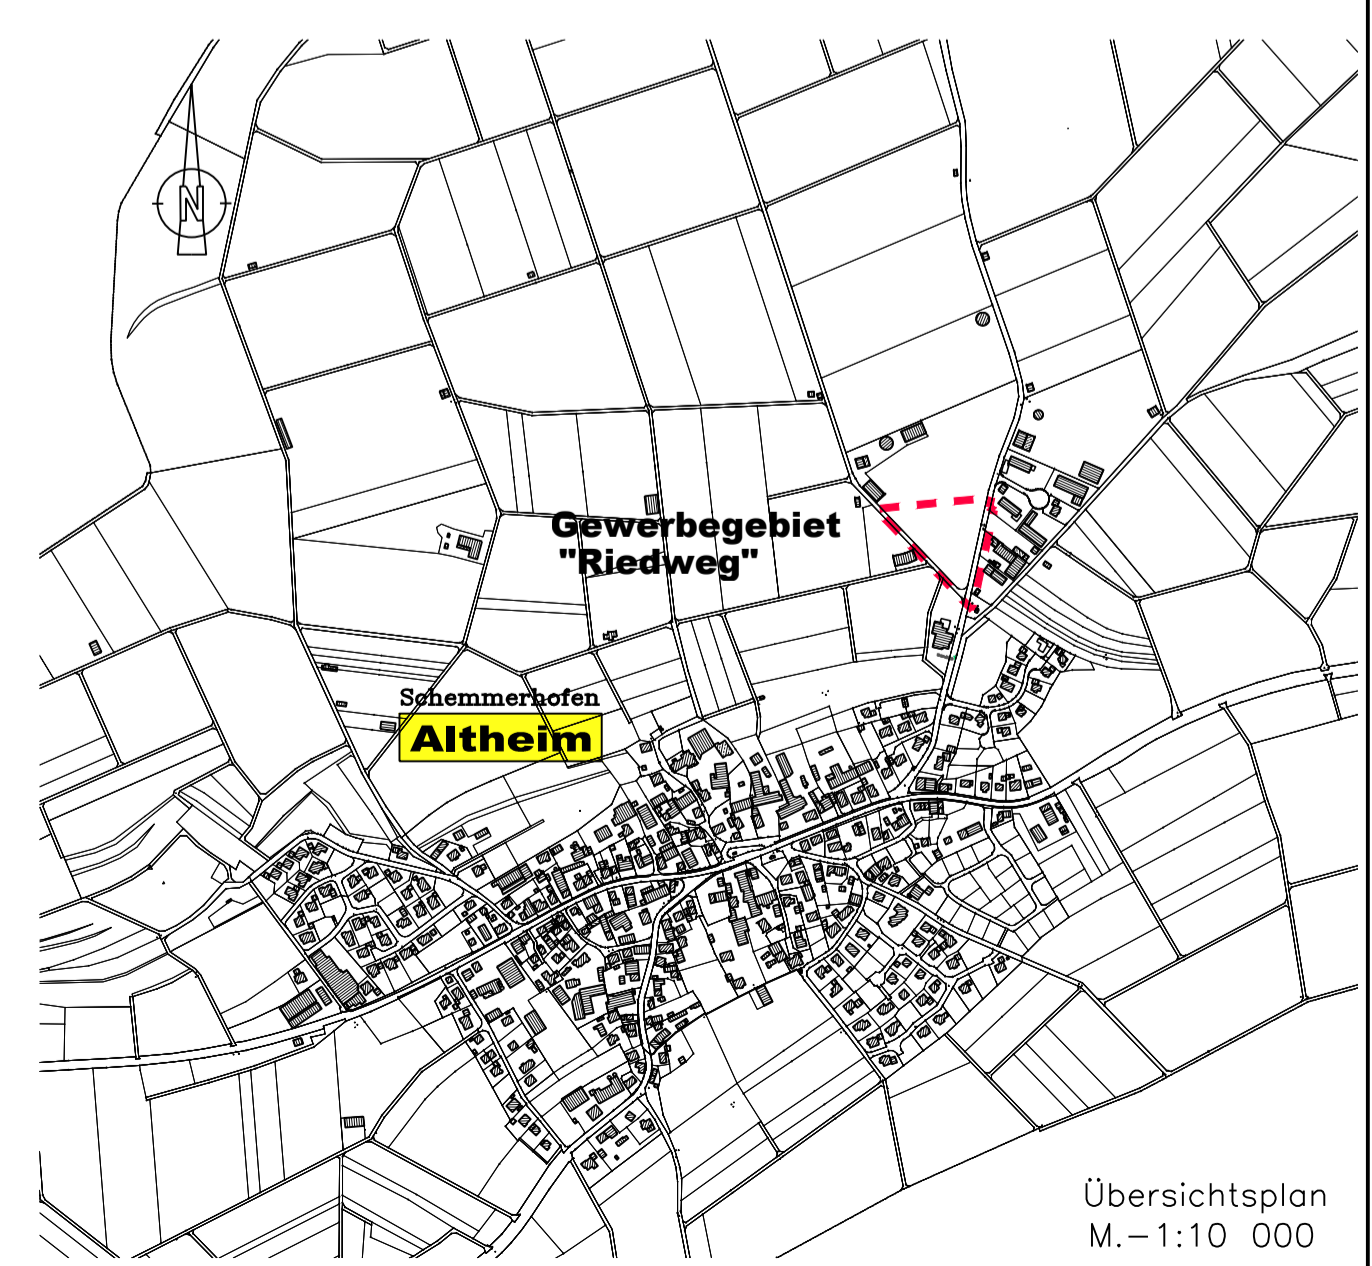 N
Gewerbegebiet
"Riedweg"
Schemmerhofen
Altheim
Übersichtsplan
M.-1:10 000